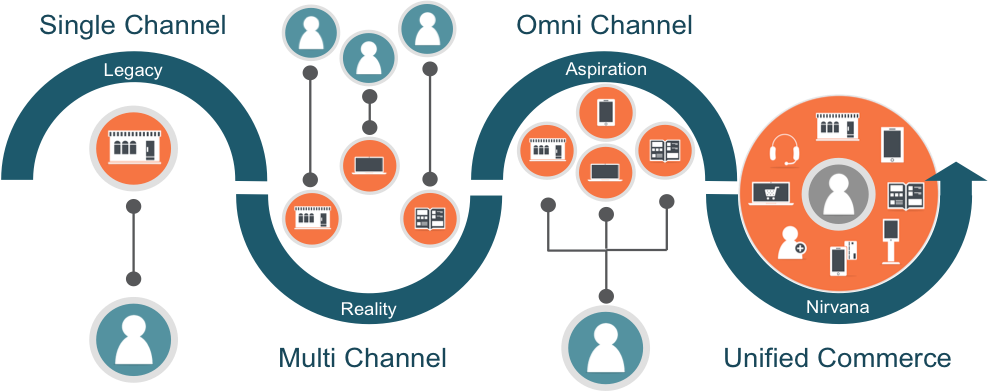 Single Channel
Legacy
Reality
Multi Channel
Omni Channel
Aspiration
Nirvana
Unified Commerce